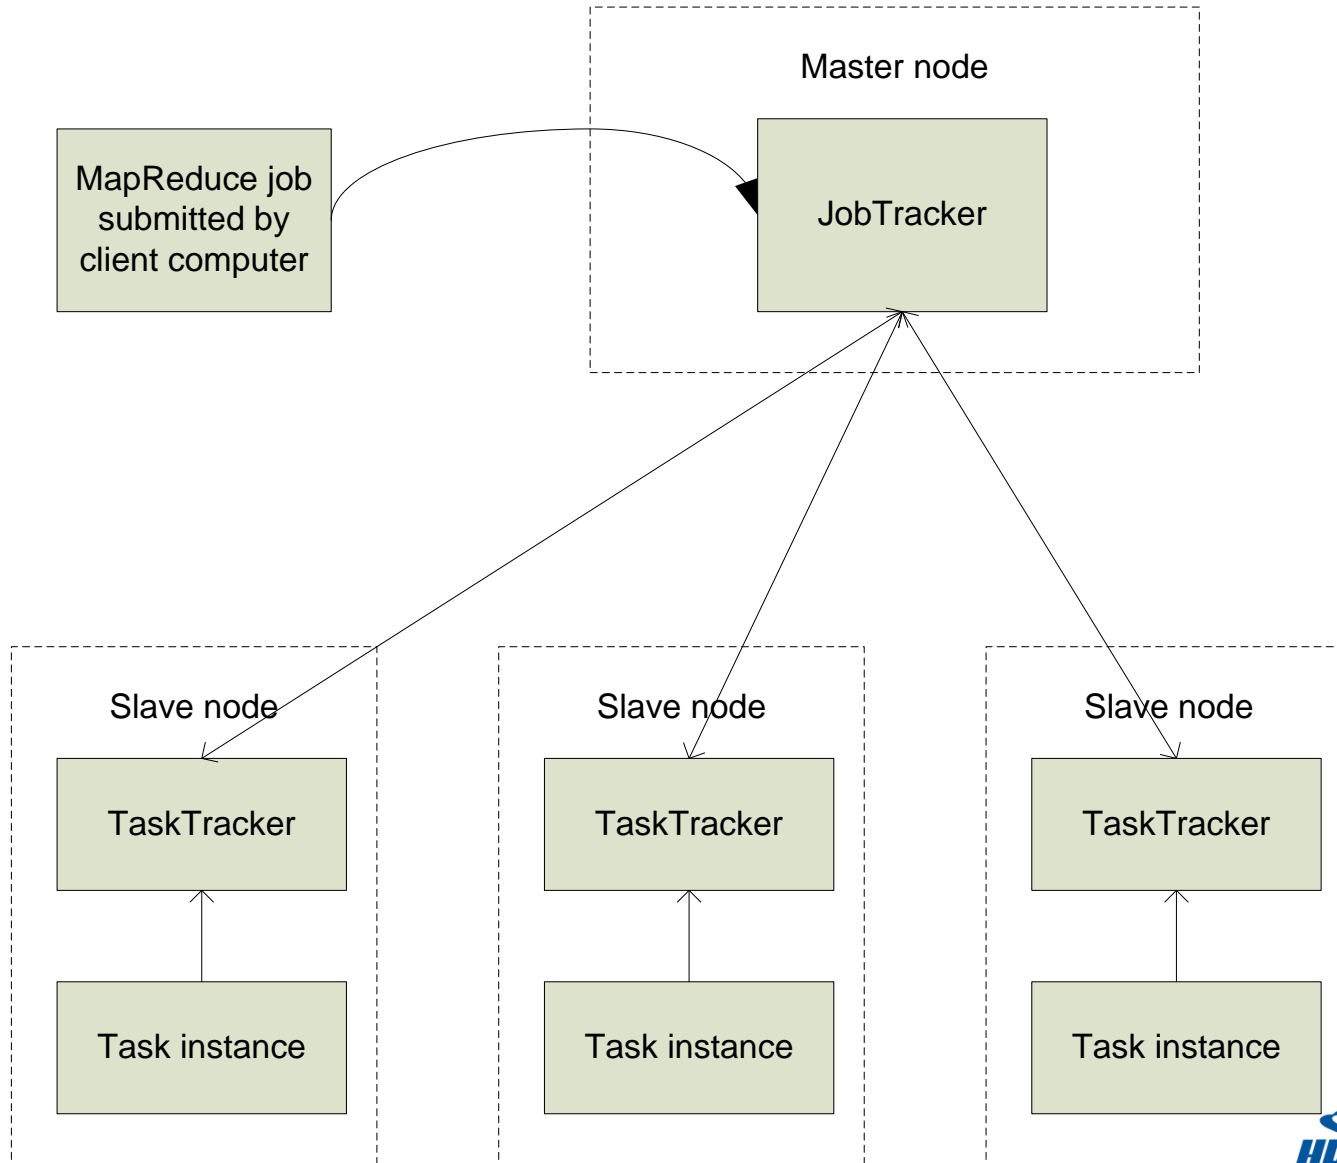 Master node
MapReduce job
submitted by
client computer
JobTracker
Slave node
Slave node
Slave node
TaskTracker
TaskTracker
TaskTracker
Task instance
Task instance
Task instance